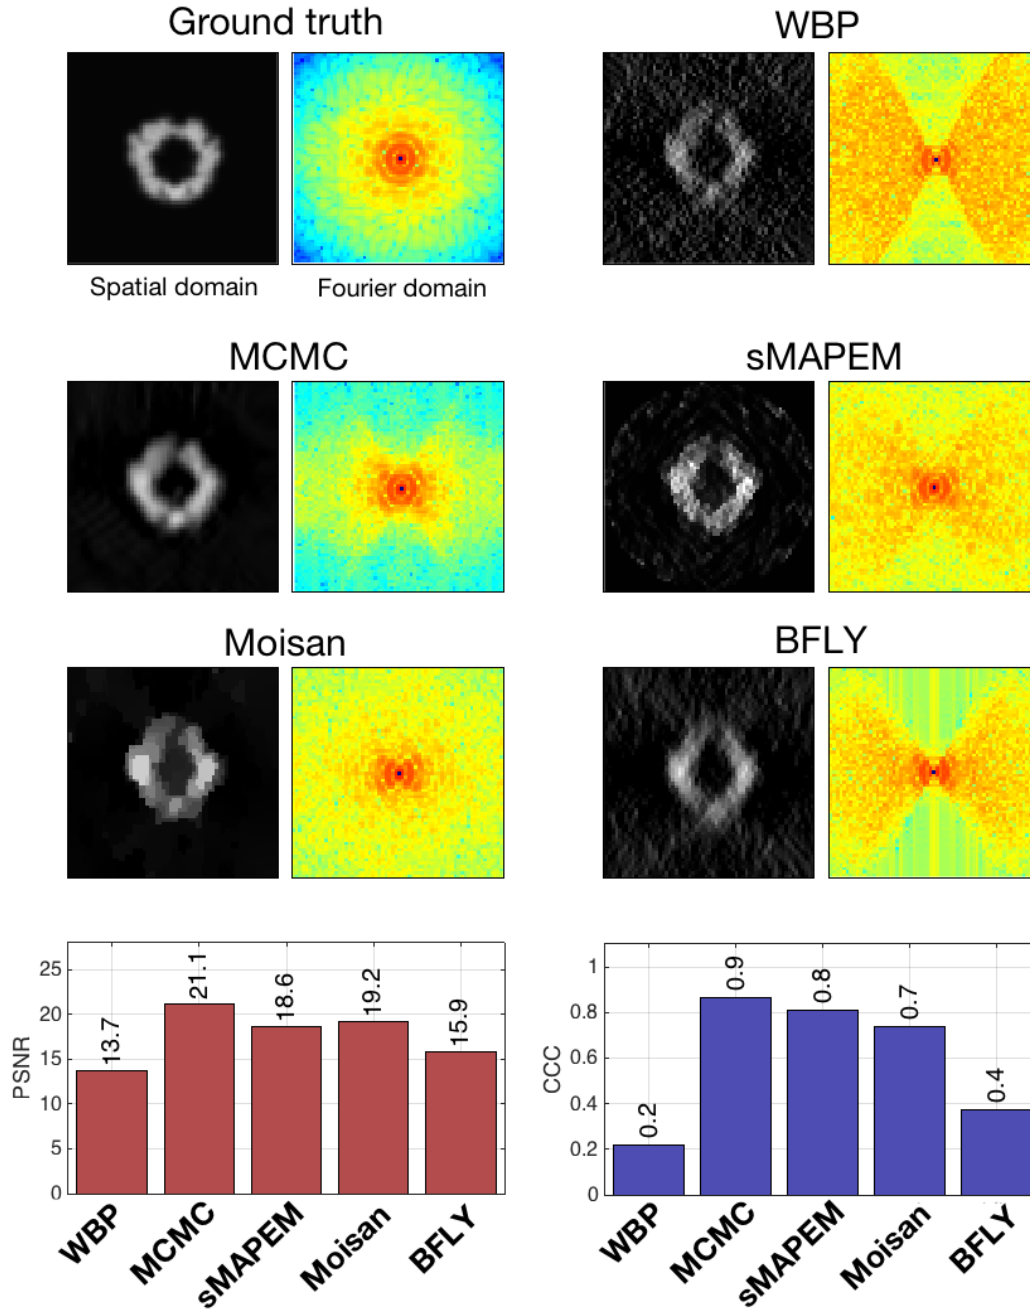 Ground truth
WBP
Spatial domain
Fourier domain
MCMC
sMAPEM
Moisan
BFLY
PSNR
25
20
15
10
5
0
13.7
21.1
18.6
19.2
15.9
WBP
MCMC
sMAPEM
Moisan
BFLY
CCC
1
0.8
0.6
0.4
0.2
0
0.2
0.9
0.8
0.7
0.4
WBP
MCMC
sMAPEM
Moisan
BFLY